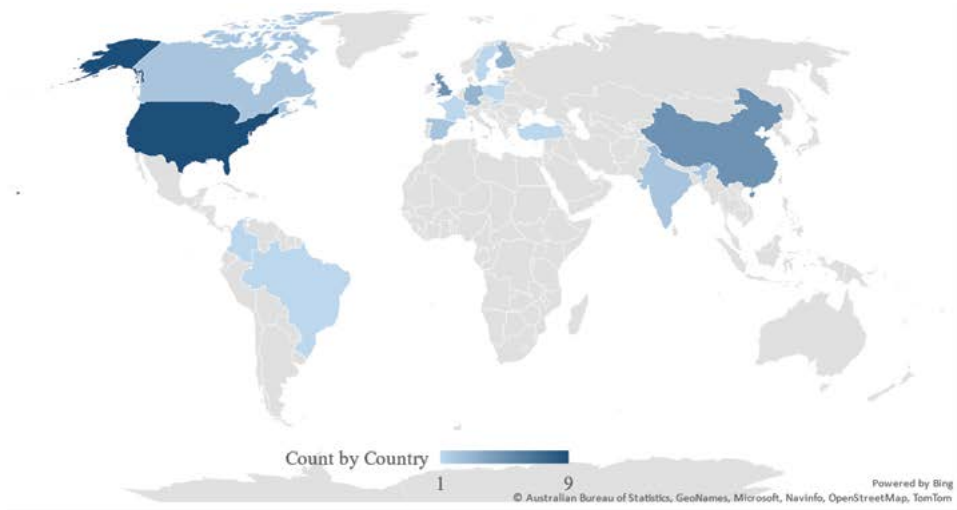 Count by Country
1 9
Powered by Bing
© Australian Bureau of Statistics, GeoNames, Microsoft, Navinfo, OpenStreetMap, TomTom